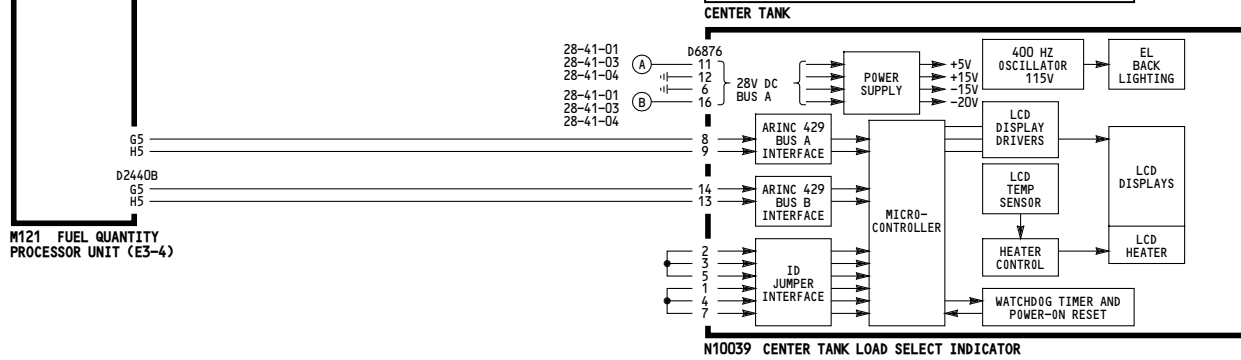 CENTER TANK
28-41-01
28-41-03
28-41-04
A
28-41-01
28-41-03
28-41-04
B
D6876
11
12
6
16
28V DC
BUS A
POWER
SUPPLY
+5V
+15V
-15V
-20V
400 HZ
OSCILLATOR
115V
EL
BACK
LIGHTING
G5
H5
8
9
ARINC 429
BUS A
INTERFACE
LCD
DISPLAY
DRIVERS
D2440B
G5
H5
14
13
ARINC 429
BUS B
INTERFACE
MICRO-
CONTROLLER
LCD
TEMP
SENSOR
LCD
DISPLAYS
M121 FUEL QUANTITY
PROCESSOR UNIT (E3-4)
2
3
5
1
4
7
ID
JUMPER
INTERFACE
HEATER
CONTROL
LCD
HEATER
WATCHDOG TIMER AND
POWER-ON RESET
N10039 CENTER TANK LOAD SELECT INDICATOR